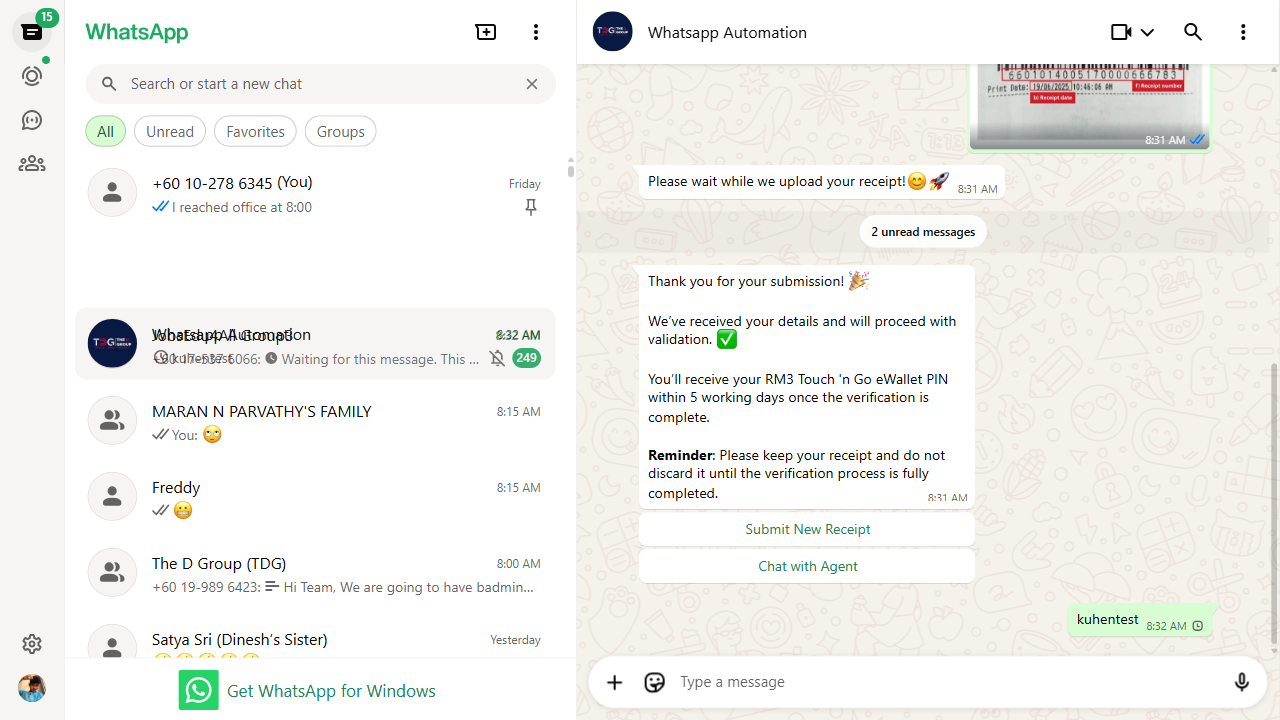 15
WhatsApp
Search or start a new chat
All
Unread
Favorites
Groups
+60 10-278 6345 (You)
Friday
I reached office at 8:00
8:32 AM
+60 17-537 6066: Waiting for this message. This ...
249
MARAN N PARVATHY'S FAMILY
8:15 AM
You: 🙄
Freddy
8:15 AM
😬
The D Group (TDG)
8:00 AM
+60 19-989 6423: Hi Team, We are going to have badmin...
Satya Sri (Dinesh's Sister)
Yesterday
Get WhatsApp for Windows
Whatsapp Automation
6601014005170000666783
Print Date: 19/06/2025 10:46:06 AM
f) Receipt number
b) Receipt date
8:31 AM
Please wait while we upload your receipt!😊🚀
8:31 AM
2 unread messages
Thank you for your submission! 🎉
We've received your details and will proceed with
validation. ✅
You'll receive your RM3 Touch 'n Go eWallet PIN
within 5 working days once the verification is
complete.
Reminder: Please keep your receipt and do not
discard it until the verification process is fully
completed.
8:31 AM
Submit New Receipt
Chat with Agent
kuhentest
8:32 AM
Type a message